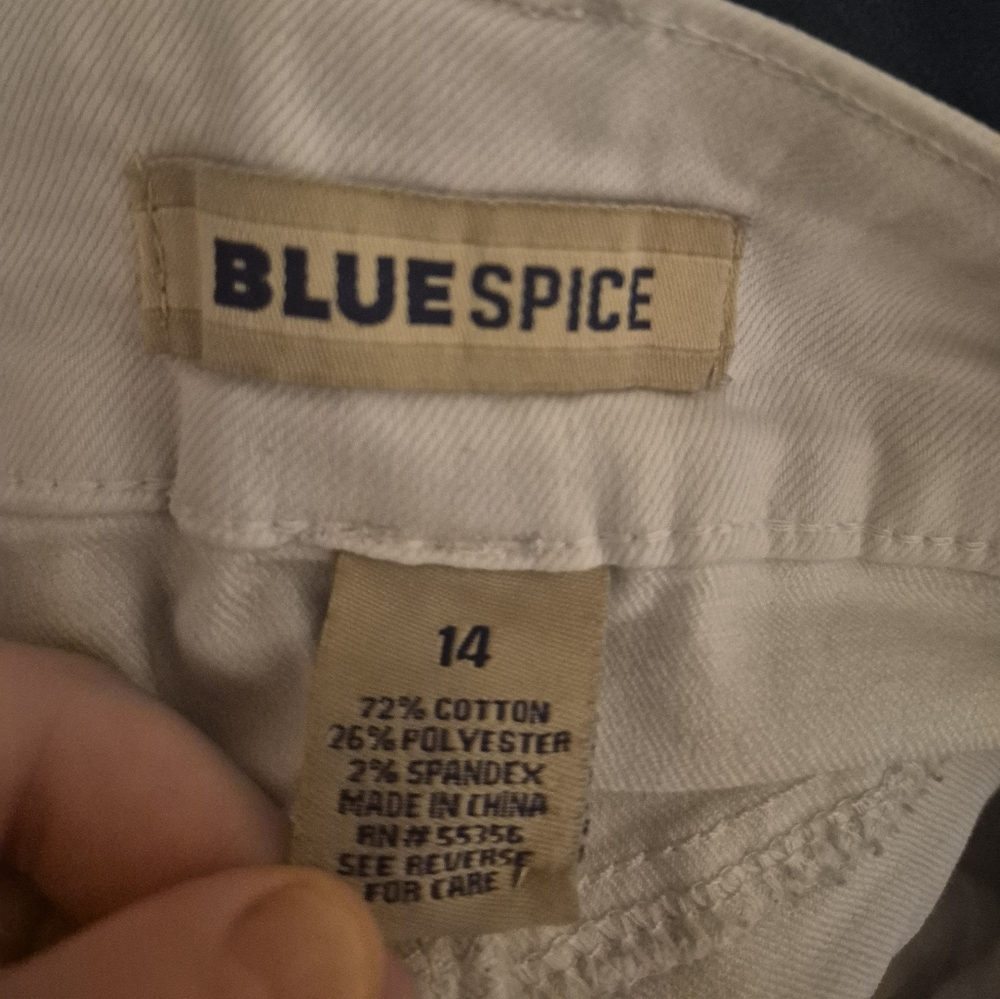 BLUE SPICE
14
72% COTTON
26% POLYESTER
2% SPANDEX
MADE IN CHINA
RN# 55356
SEE REVERSE
FOR CARE